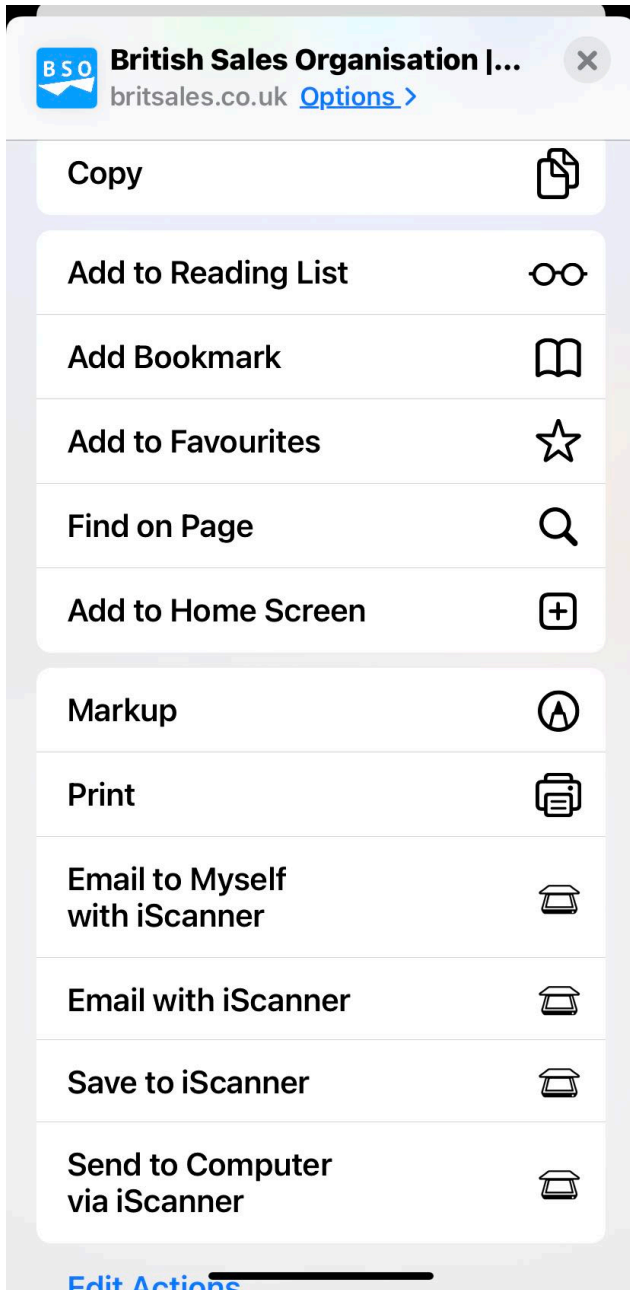 BSO
British Sales Organisation |...
britsales.co.uk Options >
Copy
Add to Reading List
Add Bookmark
Add to Favourites
Find on Page
Add to Home Screen
Markup
Print
Email to Myself
with iScanner
Email with iScanner
Save to iScanner
Send to Computer
via iScanner
Edit Actions